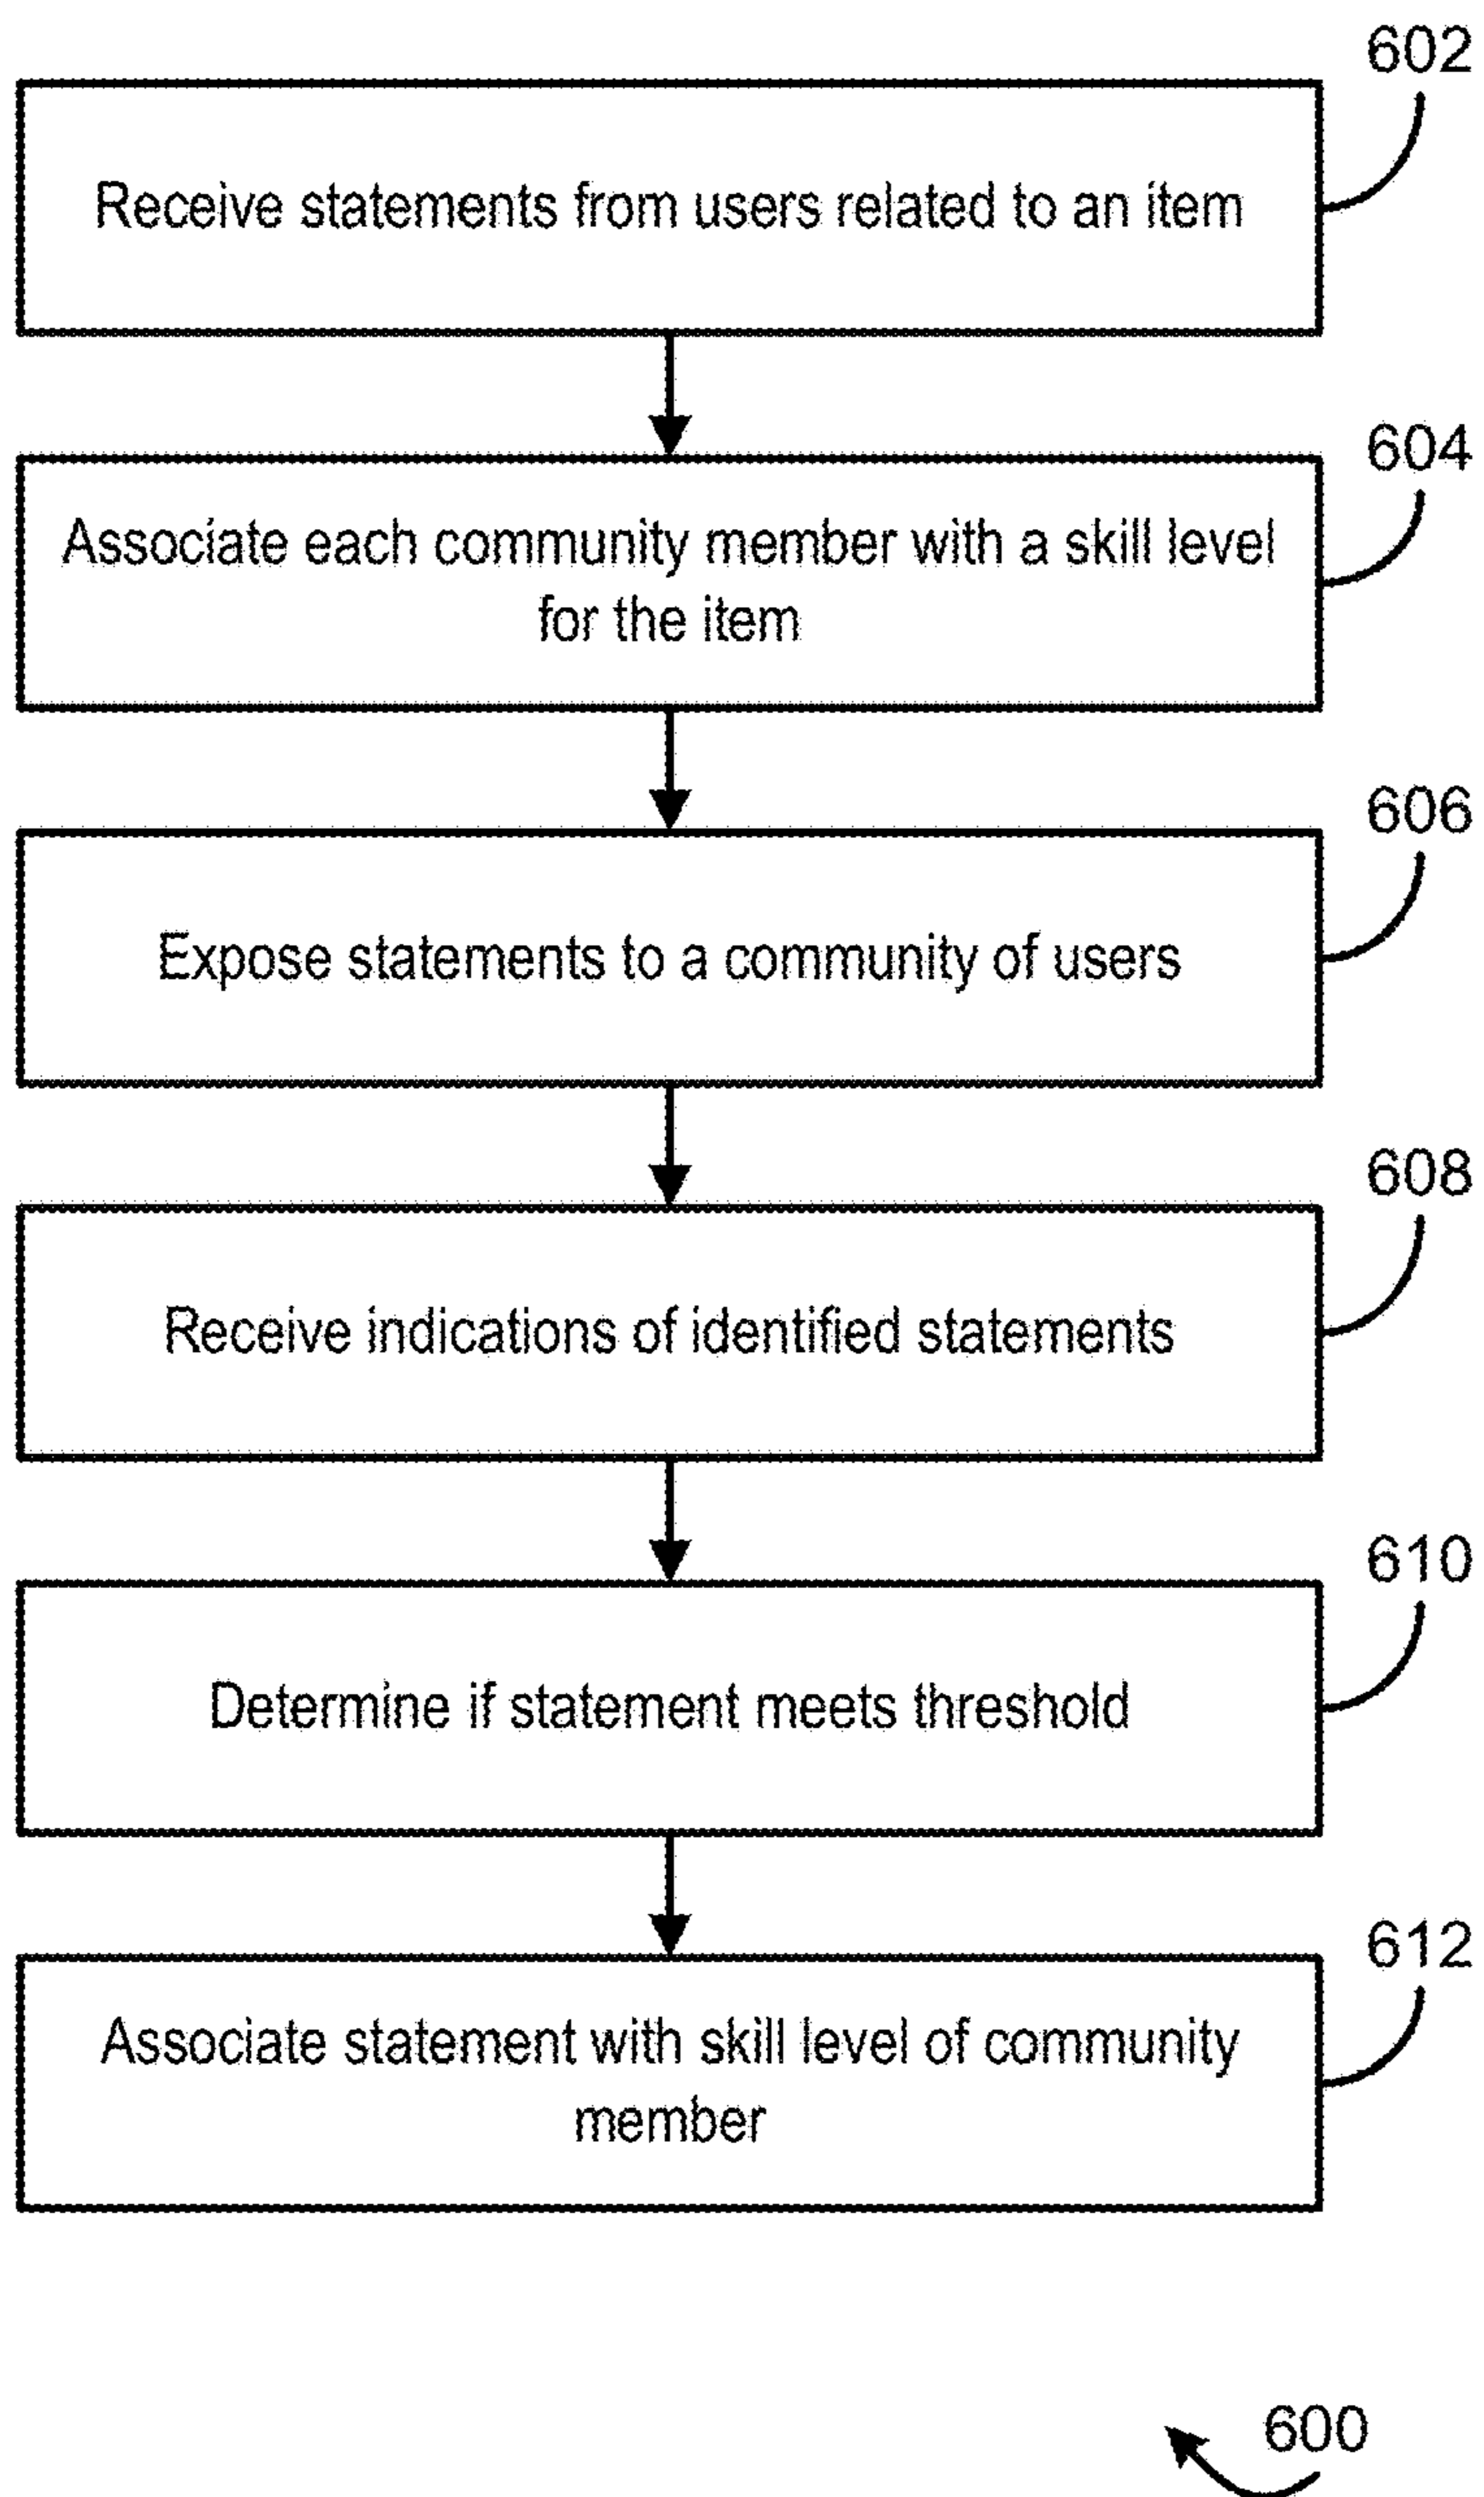 602
Receive statements from users related to an item
604
Associate each community member with a skill level
for the item
606
Expose statements to a community of users
608
Receive indications of identified statements
610
Determine if statement meets threshold
612
Associate statement with skill level of community
member
600